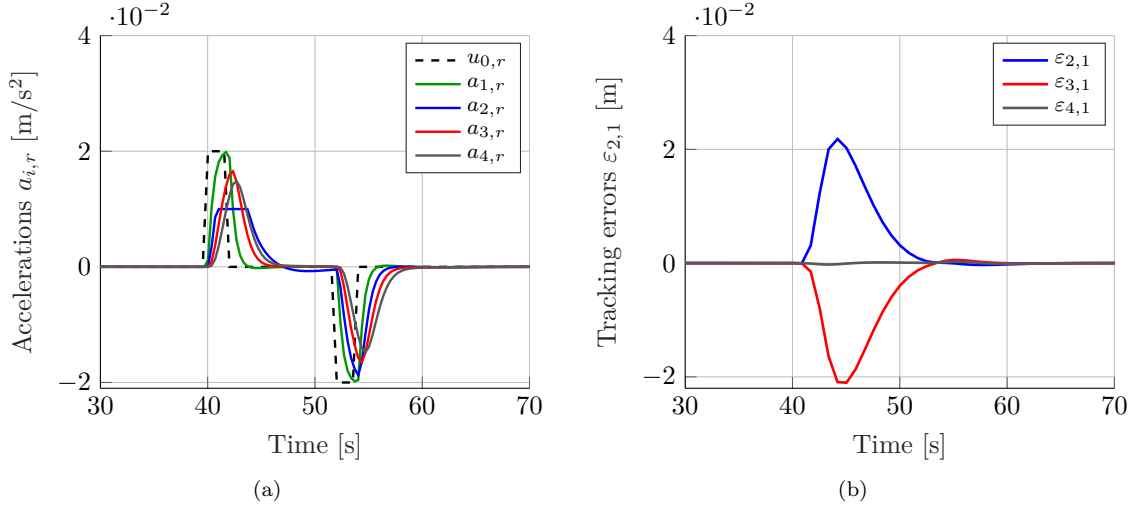 ·10⁻²
4
2
0
−2
30
40
50
60
70
Time [s]
Accelerations a_{i,r} [m/s²]
u_{0,r}
a_{1,r}
a_{2,r}
a_{3,r}
a_{4,r}
(a)
·10⁻²
4
2
0
−2
30
40
50
60
70
Time [s]
Tracking errors ε_{2,1} [m]
ε_{2,1}
ε_{3,1}
ε_{4,1}
(b)